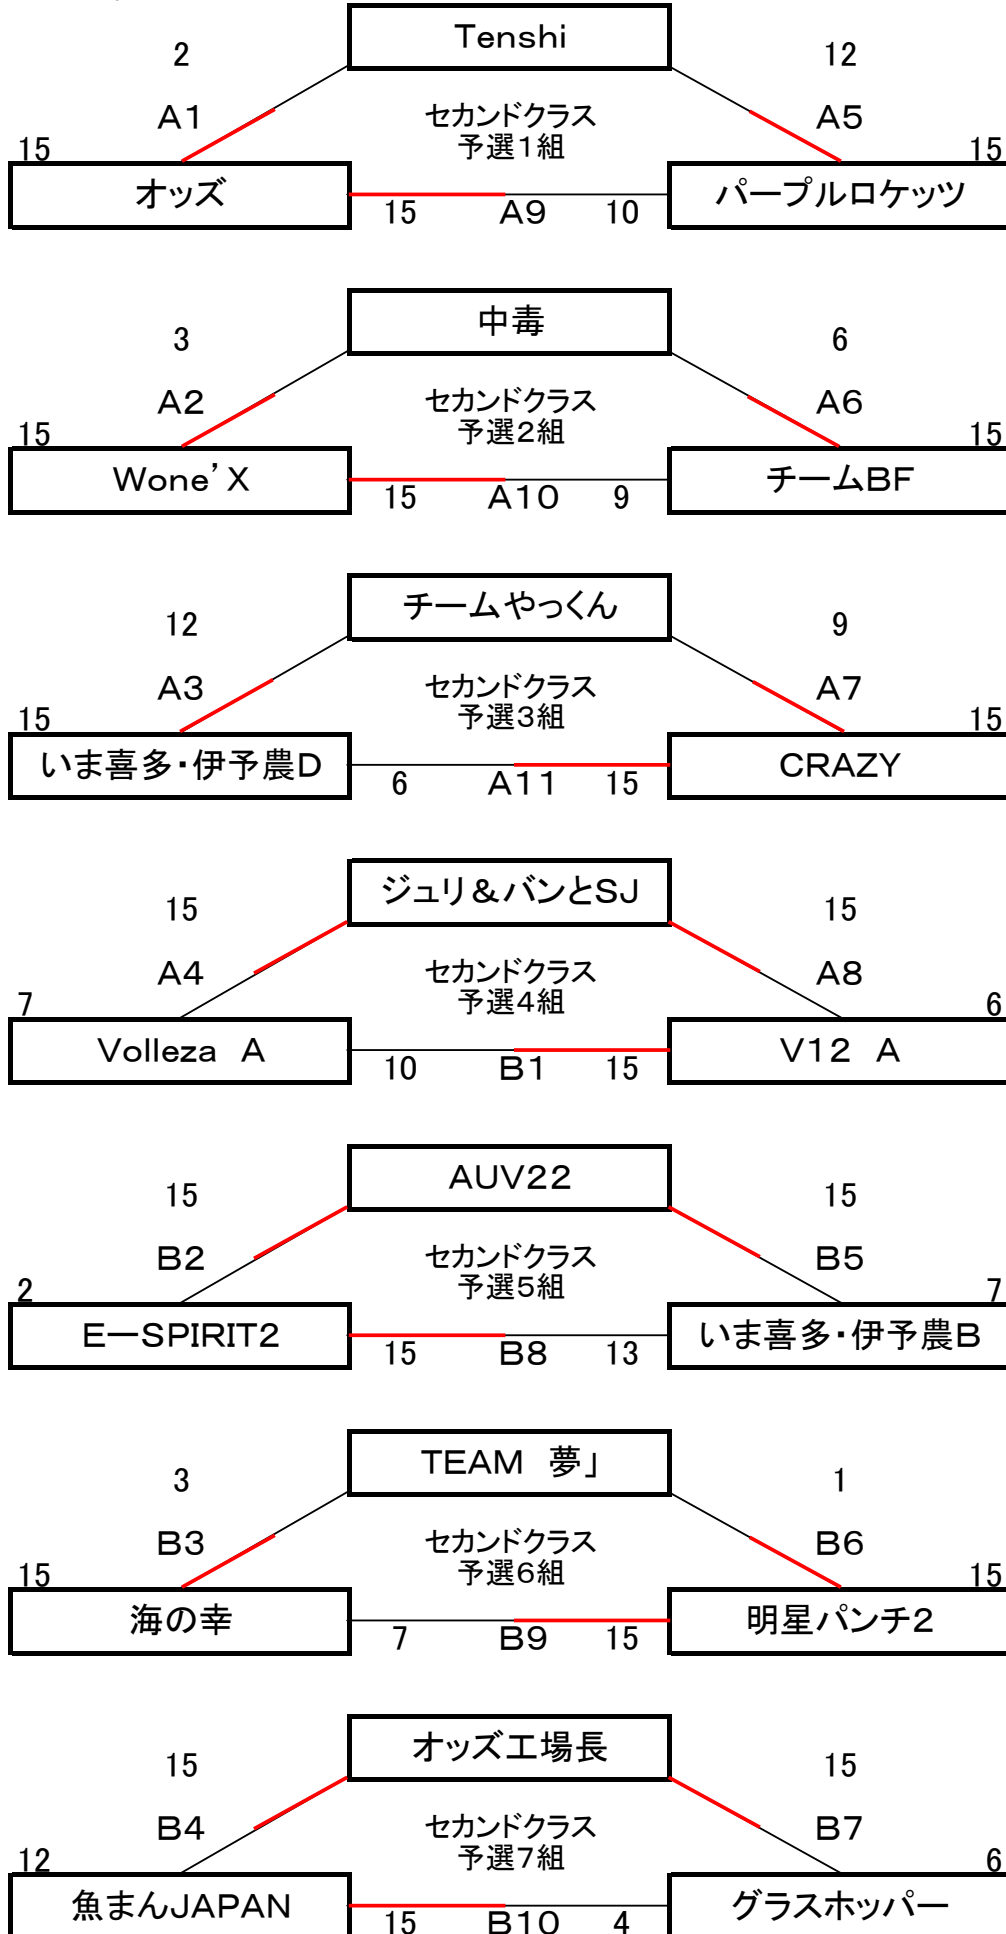 Tenshi
2
12
A1
セカンドクラス
A5
予選1組
15
15
オッズ
パープルロケッツ
15 A9 10
中毒
3
6
A2
セカンドクラス
A6
予選2組
15
15
Wone'X
チームBF
15 A10 9
チームやっくん
12
9
A3
セカンドクラス
A7
予選3組
15
15
いま喜多・伊予農D
CRAZY
6 A11 15
ジュリ&バンとSJ
15
15
A4
セカンドクラス
A8
予選4組
7
6
Volleza A
V12 A
10 B1 15
AUV22
15
15
B2
セカンドクラス
B5
予選5組
2
7
E－SPIRIT2
いま喜多・伊予農B
15 B8 13
TEAM 夢」
3
1
B3
セカンドクラス
B6
予選6組
15
15
海の幸
明星パンチ2
7 B9 15
オッズ工場長
15
15
B4
セカンドクラス
B7
予選7組
12
6
魚まんJAPAN
グラスホッパー
15 B10 4